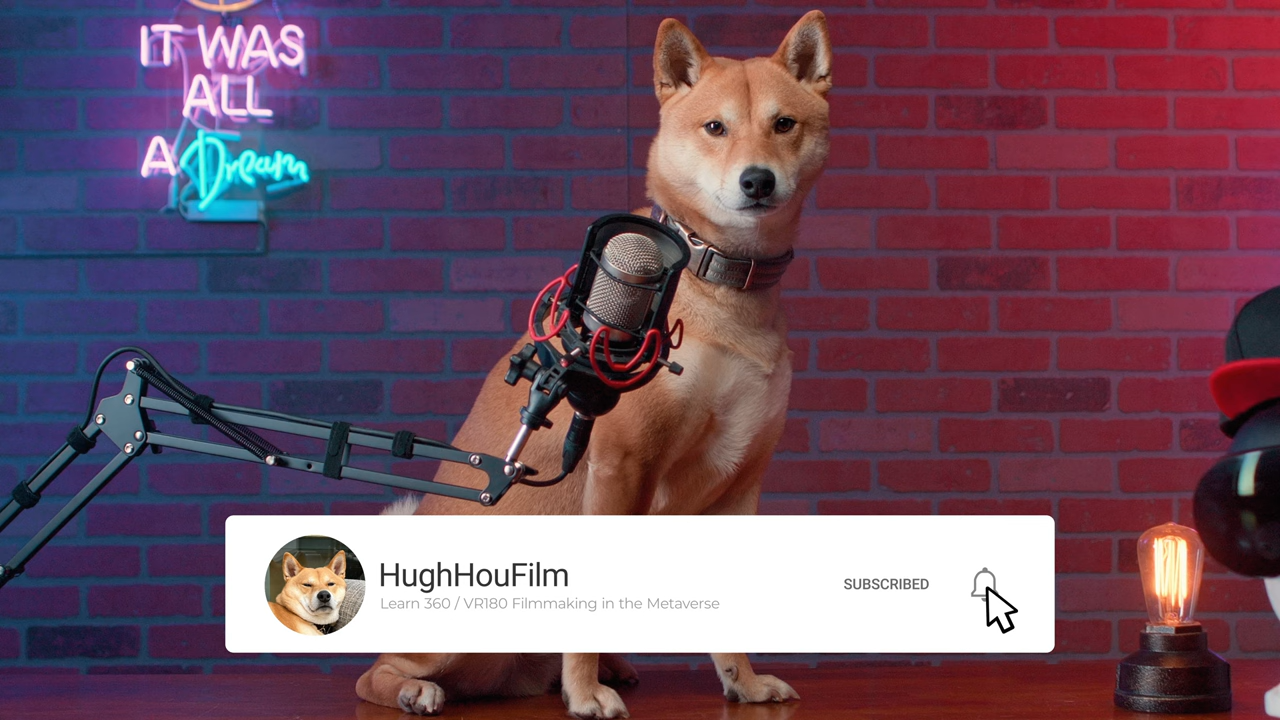 IT WAS
ALL
A Dream
HughHouFilm
Learn 360 / VR180 Filmmaking in the Metaverse
SUBSCRIBED